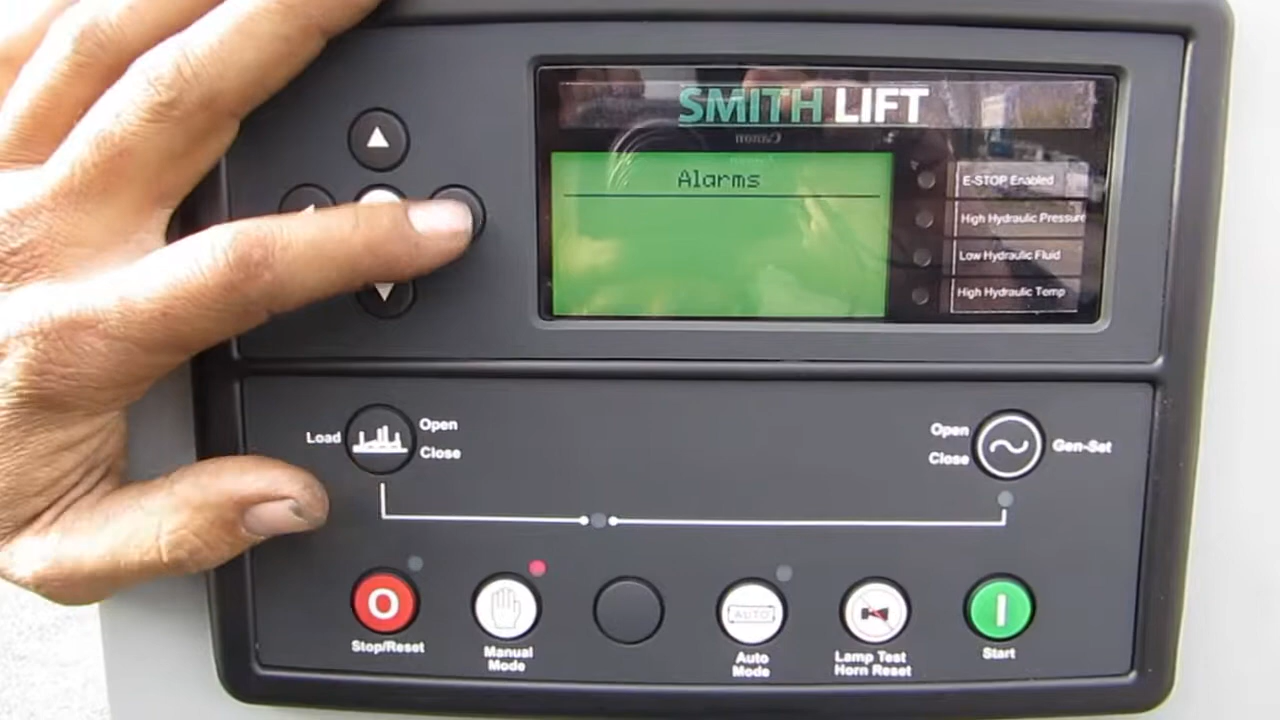 SMITH LIFT
Canon
Alarms
E-STOP Enabled
High Hydraulic Pressure
Low Hydraulic Fluid
High Hydraulic Temp
Load
Open
Close
Open
Close
Gen-Set
O
I
AUTO
Stop/Reset
Manual
Mode
Auto
Mode
Lamp Test
Horn Reset
Start